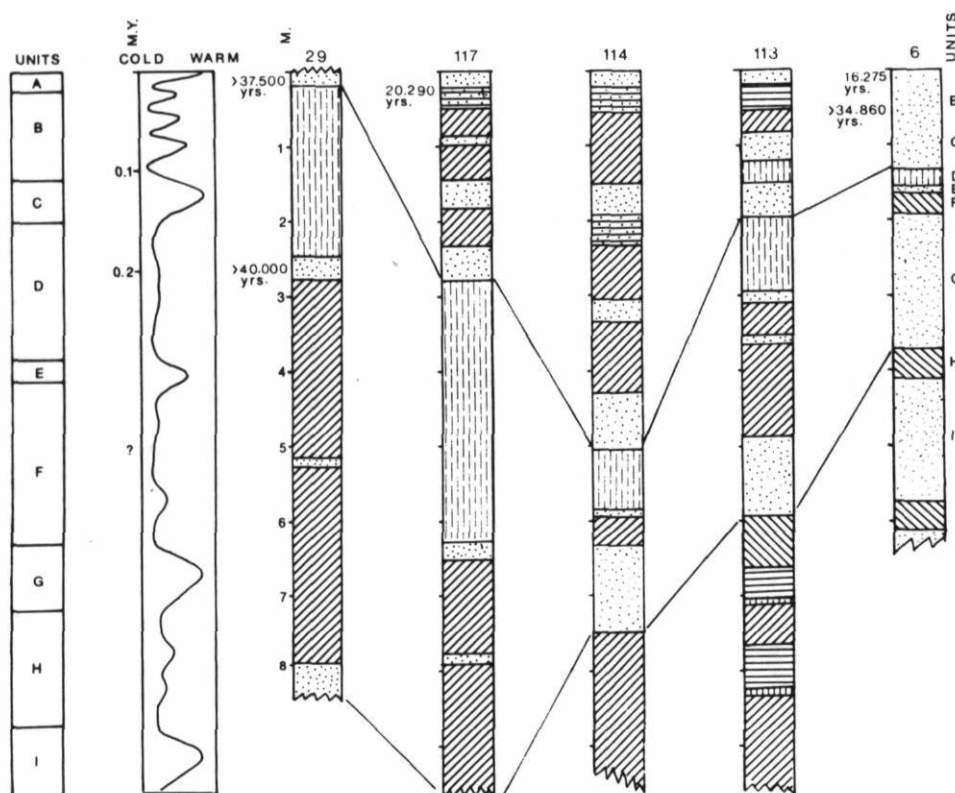 UNITS
M.Y.
COLD WARM
M.
29
117
114
113
6
UNITS
A
B
C
D
E
F
G
H
I
0.1
0.2
?
>37.500
yrs.
1
2
>40.000
yrs.
3
4
5
6
7
8
20.290
yrs.
16.275
yrs.
>34.860
yrs.
H